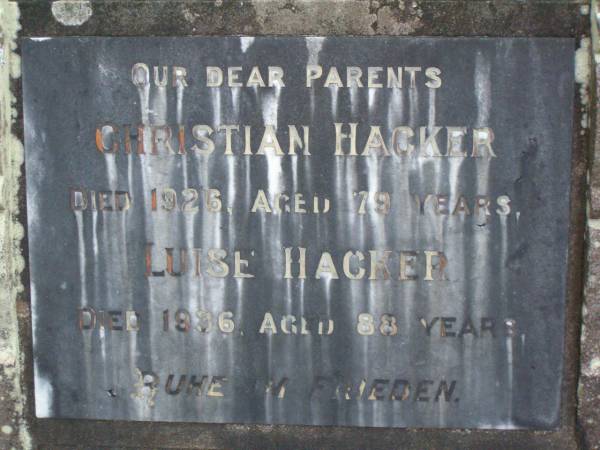 OUR DEAR PARENTS
CHRISTIAN HACKER
DIED 1926, AGED 79 YEARS,
LUISE HACKER
DIED 1936, AGED 88 YEARS
RUHE IM FRIEDEN.